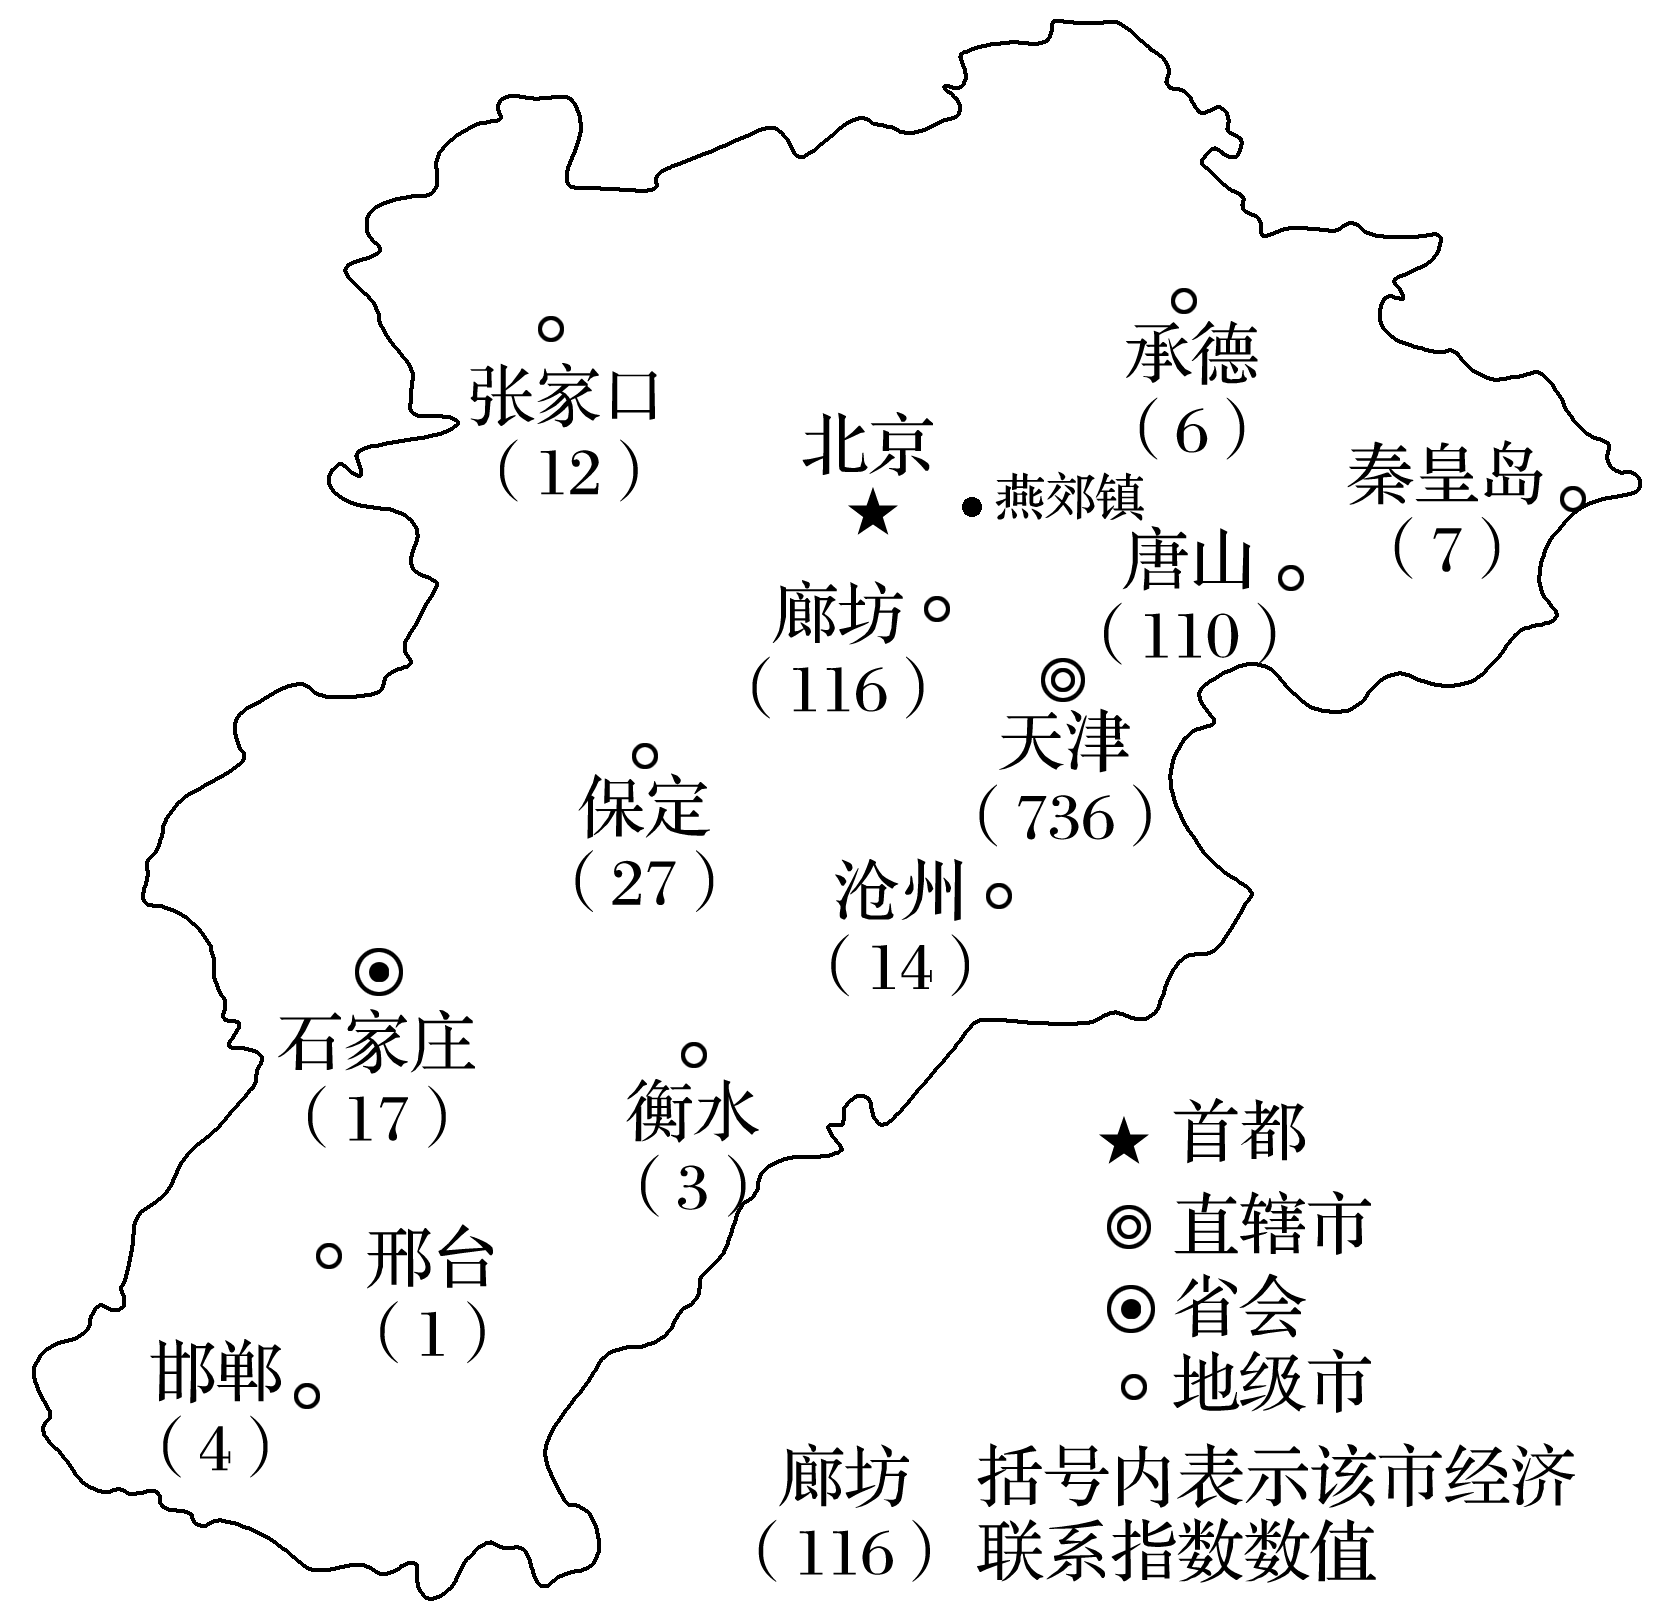 承德
（6）
张家口
（12）
北京
秦皇岛
（7）
燕郊镇
唐山
（110）
廊坊
（116）
天津
（736）
保定
（27）
沧州
（14）
石家庄
（17）
衡水
（3）
首都
直辖市
邢台
（1）
省会
邯郸
（4）
地级市
廊坊 括号内表示该市经济
（116）联系指数数值